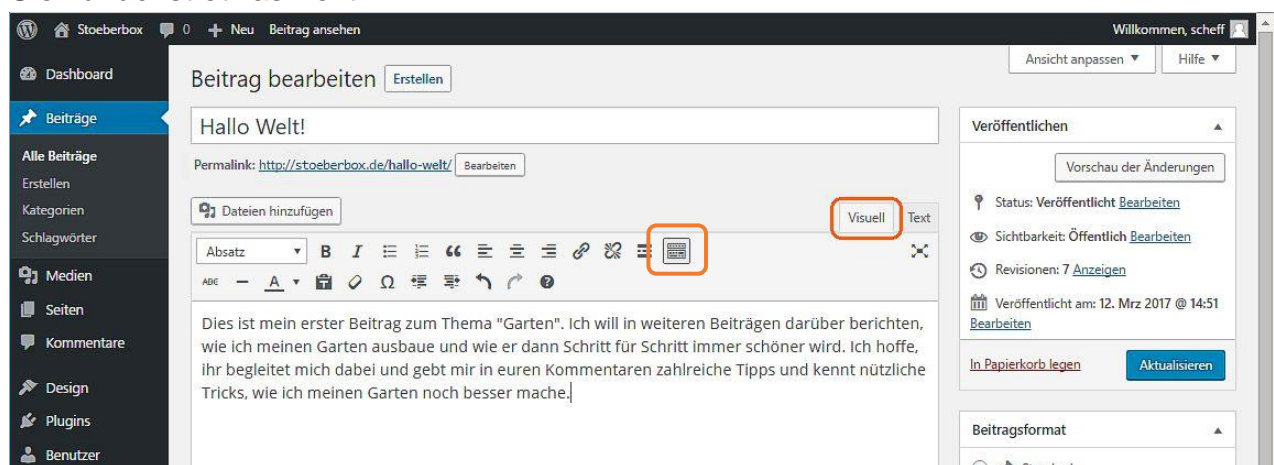 Stoeberbox 0 + Neu Beitrag ansehen Willkommen, scheff
Ansicht anpassen ▼ Hilfe ▼
Dashboard
Beiträge
Alle Beiträge
Erstellen
Kategorien
Schlagwörter
Medien
Seiten
Kommentare
Design
Plugins
Benutzer
Beitrag bearbeiten Erstellen
Hallo Welt!
Permalink: http://stoeberbox.de/hallo-welt/ Bearbeiten
Dateien hinzufügen
Visuell Text
Absatz ▼ B I
ABC — A ▼ Ω
Dies ist mein erster Beitrag zum Thema "Garten". Ich will in weiteren Beiträgen darüber berichten,
wie ich meinen Garten ausbaue und wie er dann Schritt für Schritt immer schöner wird. Ich hoffe,
ihr begleitet mich dabei und gebt mir in euren Kommentaren zahlreiche Tipps und kennt nützliche
Tricks, wie ich meinen Garten noch besser mache.
Veröffentlichen
Vorschau der Änderungen
Status: Veröffentlicht Bearbeiten
Sichtbarkeit: Öffentlich Bearbeiten
Revisionen: 7 Anzeigen
Veröffentlicht am: 12. Mrz 2017 @ 14:51
Bearbeiten
In Papierkorb legen Aktualisieren
Beitragsformat